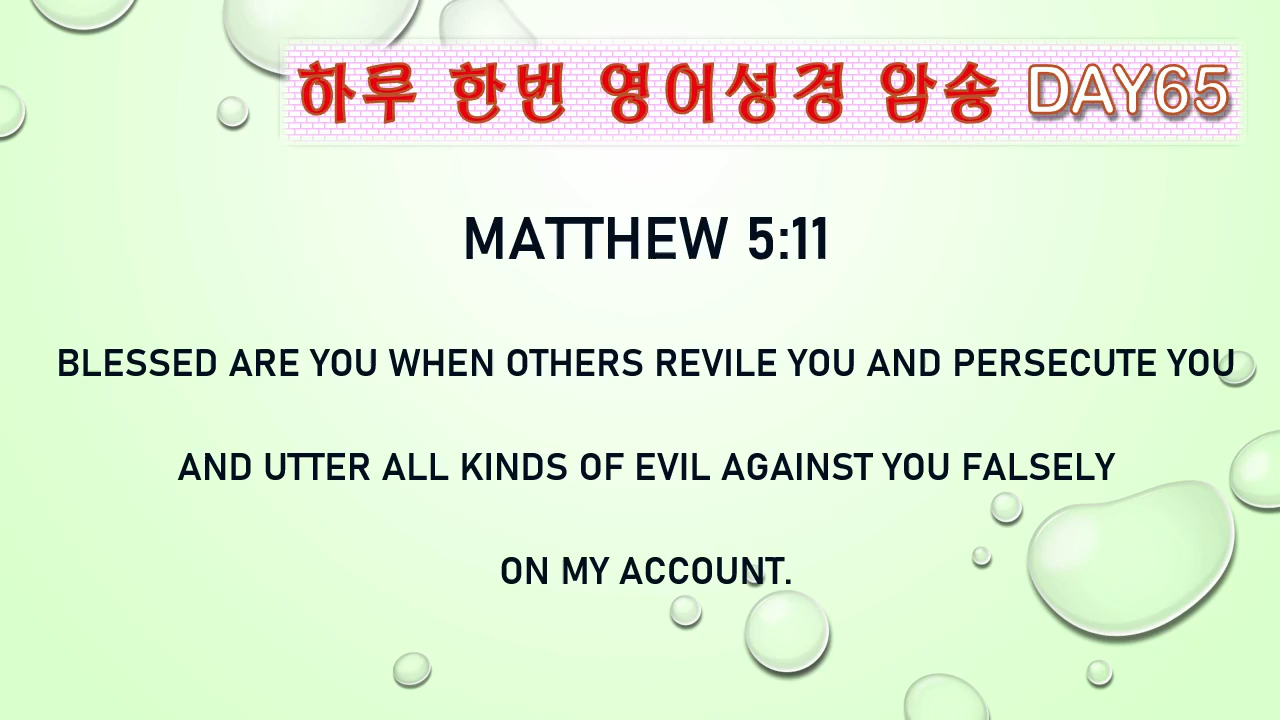 하루 한번 영어성경 암송 DAY65
MATTHEW 5:11
BLESSED ARE YOU WHEN OTHERS REVILE YOU AND PERSECUTE YOU
AND UTTER ALL KINDS OF EVIL AGAINST YOU FALSELY
ON MY ACCOUNT.